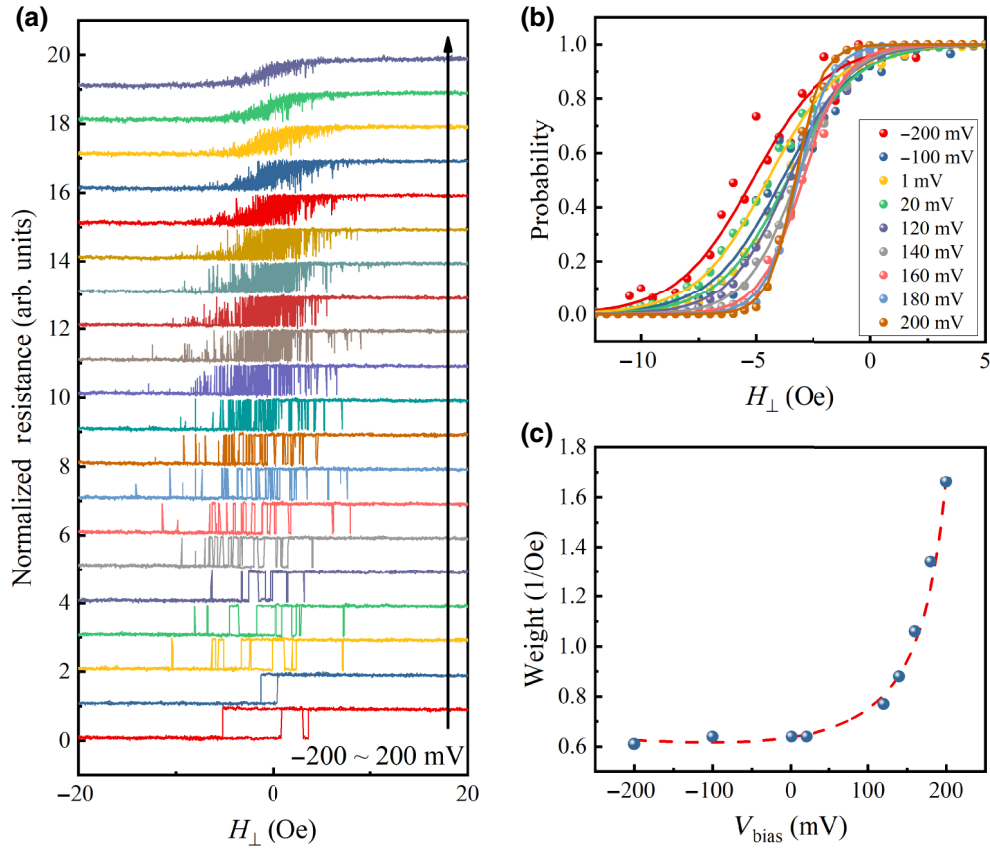 (a)
20
18
16
14
12
10
8
6
4
2
0
Normalized resistance (arb. units)
−200 ~ 200 mV
−20
0
20
H⊥ (Oe)
(b)
1.0
0.8
0.6
0.4
0.2
0.0
Probability
−200 mV
−100 mV
1 mV
20 mV
120 mV
140 mV
160 mV
180 mV
200 mV
−10
−5
0
5
H⊥ (Oe)
(c)
1.8
1.6
1.4
1.2
1.0
0.8
0.6
Weight (1/Oe)
−200
−100
0
100
200
Vbias (mV)